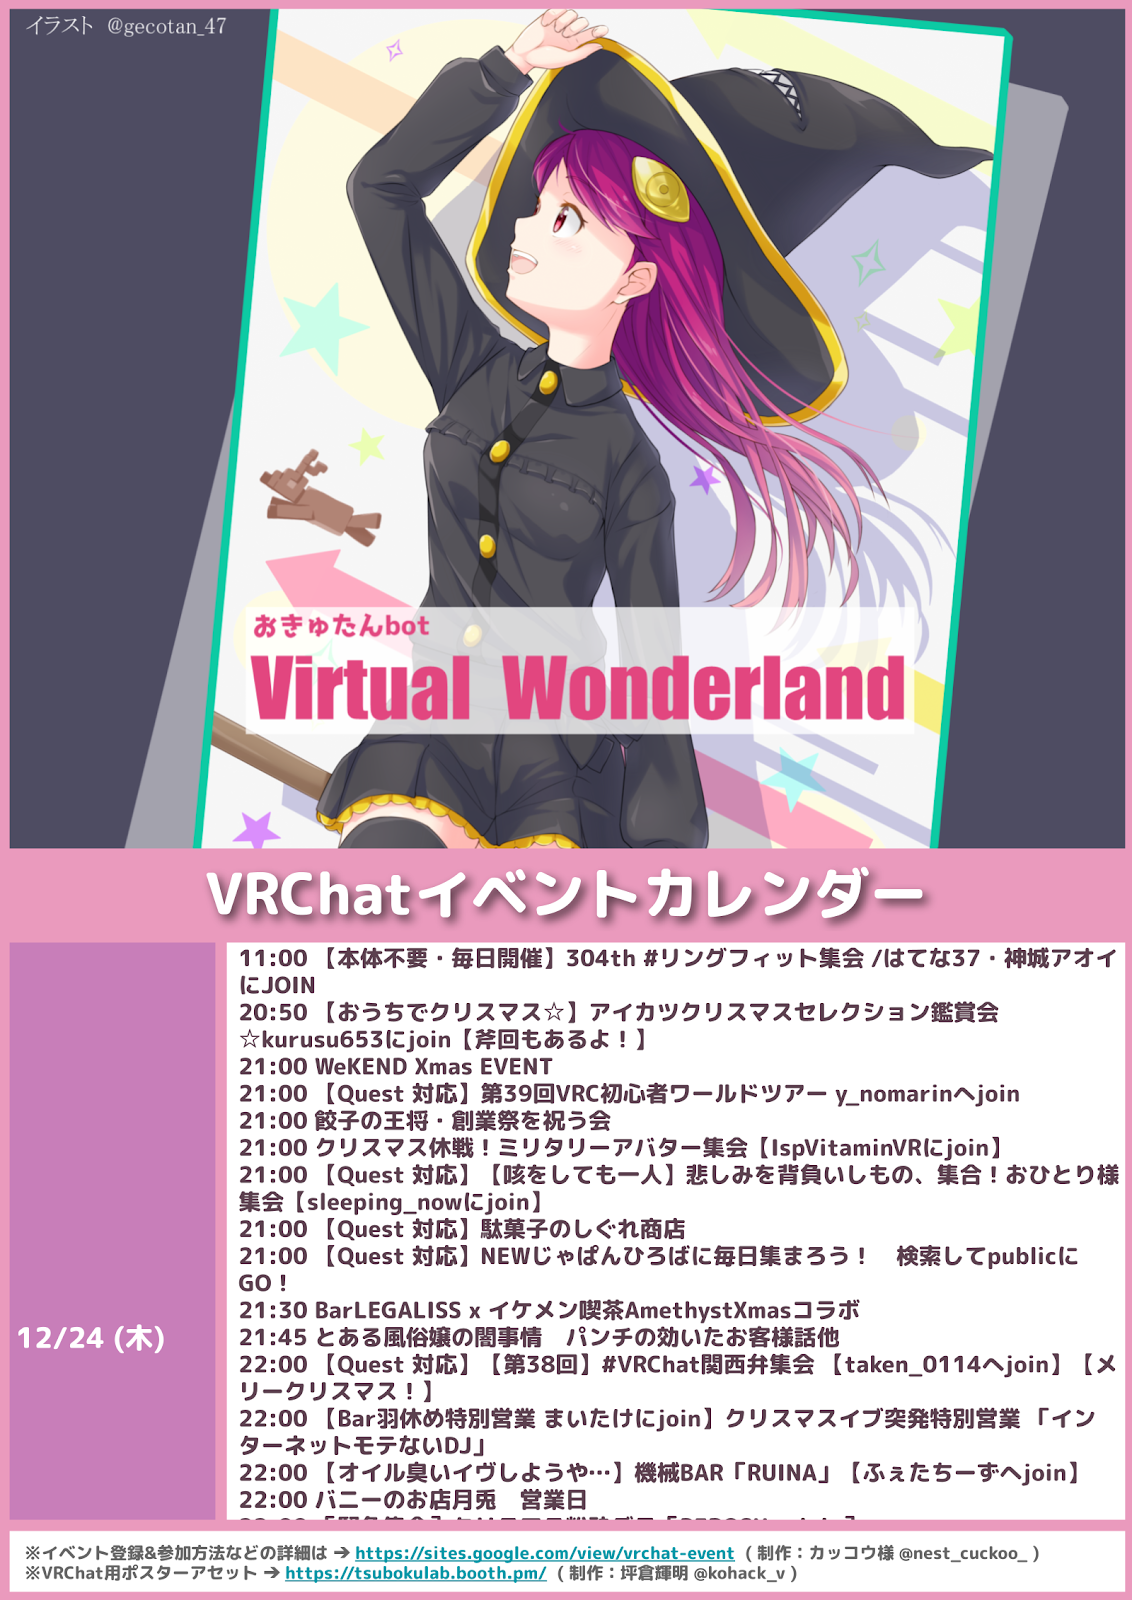 イラスト @gecotan_47
おきゅたんbot
Virtual Wonderland
VRChatイベントカレンダー
12/24 (木)
11:00 【本体不要・毎日開催】304th #リングフィット集会 /はてな37・神城アオイ
にJOIN
20:50 【おうちでクリスマス☆】アイカツクリスマスセレクション鑑賞会
☆kurusu653にjoin【斧回もあるよ！】
21:00 WeKEND Xmas EVENT
21:00 【Quest 対応】第39回VRC初心者ワールドツアー y_nomarinへjoin
21:00 餃子の王将・創業祭を祝う会
21:00 クリスマス休戦！ミリタリーアバター集会【IspVitaminVRにjoin】
21:00 【Quest 対応】【咳をしても一人】悲しみを背負いしもの、集合！おひとり様
集会【sleeping_nowにjoin】
21:00 【Quest 対応】駄菓子のしぐれ商店
21:00 【Quest 対応】NEWじゃぱんひろばに毎日集まろう！　検索してpublicに
GO！
21:30 BarLEGALISS x イケメン喫茶AmethystXmasコラボ
21:45 とある風俗嬢の闇事情　パンチの効いたお客様話他
22:00 【Quest 対応】【第38回】#VRChat関西弁集会 【taken_0114へjoin】【メ
リークリスマス！】
22:00 【Bar羽休め特別営業 まいたけにjoin】クリスマスイブ突発特別営業 「イン
ターネットモテないDJ」
22:00 【オイル臭いイヴしようや…】機械BAR「RUINA」【ふぇたちーずへjoin】
22:00 バニーのお店月兎　営業日
※イベント登録&参加方法などの詳細は ➔ https://sites.google.com/view/vrchat-event （ 制作：カッコウ様 @nest_cuckoo_ ）
※VRChat用ポスターアセット ➔ https://tsubokulab.booth.pm/ （ 制作：坪倉輝明 @kohack_v ）